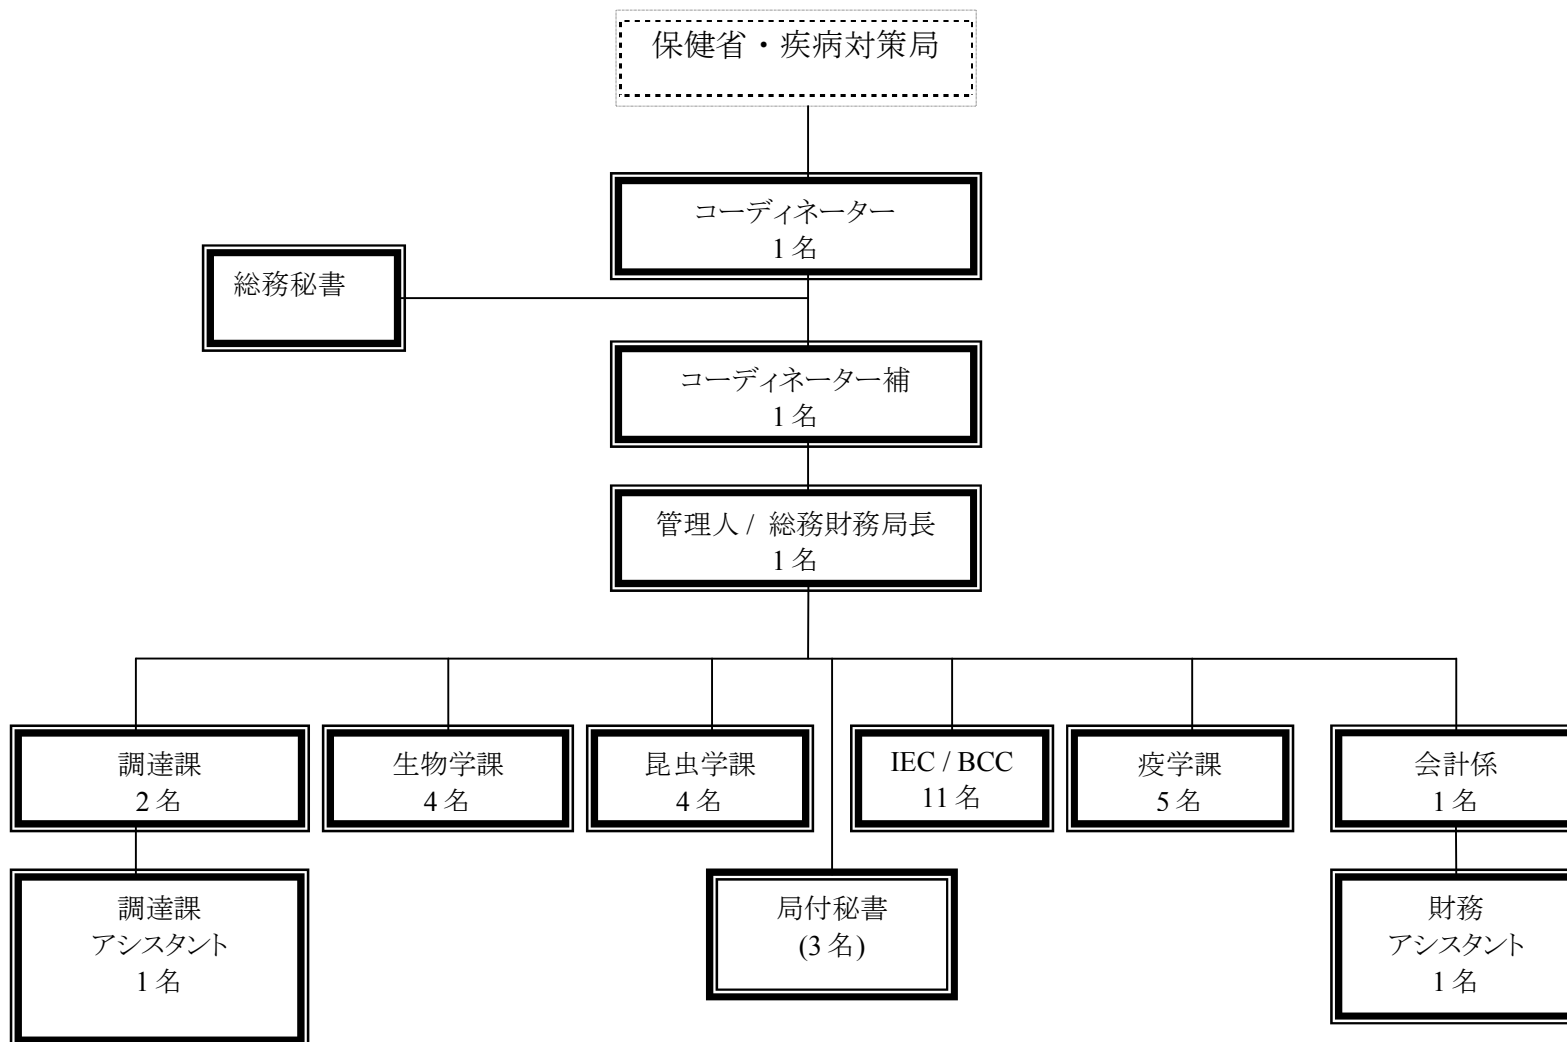 保健省・疾病対策局
コーディネーター
1 名
総務秘書
コーディネーター補
1 名
管理人 / 総務財務局長
1 名
調達課
2 名
生物学課
4 名
昆虫学課
4 名
IEC / BCC
11 名
疫学課
5 名
会計係
1 名
調達課
アシスタント
1 名
局付秘書
(3 名)
財務
アシスタント
1 名